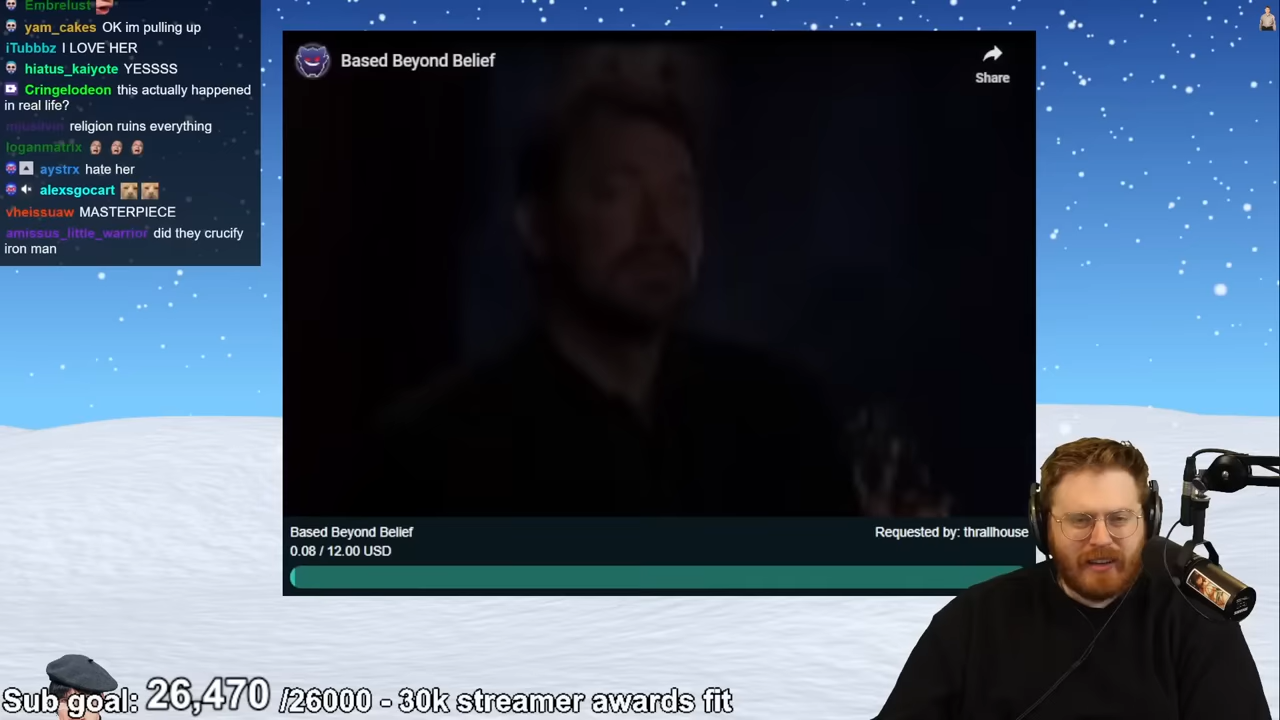 Embrelust
yam_cakes OK im pulling up
iTubbbz I LOVE HER
hiatus_kaiyote YESSSS
Cringelodeon this actually happened
in real life?
religion ruins everything
loganmatrix
aystrx hate her
alexsgocart
vheissuaw MASTERPIECE
amissus_little_warrior did they crucify
iron man
Based Beyond Belief
Share
Based Beyond Belief
Requested by: thrallhouse
0.08 / 12.00 USD
Sub goal: 26,470 /26000 - 30k streamer awards fit